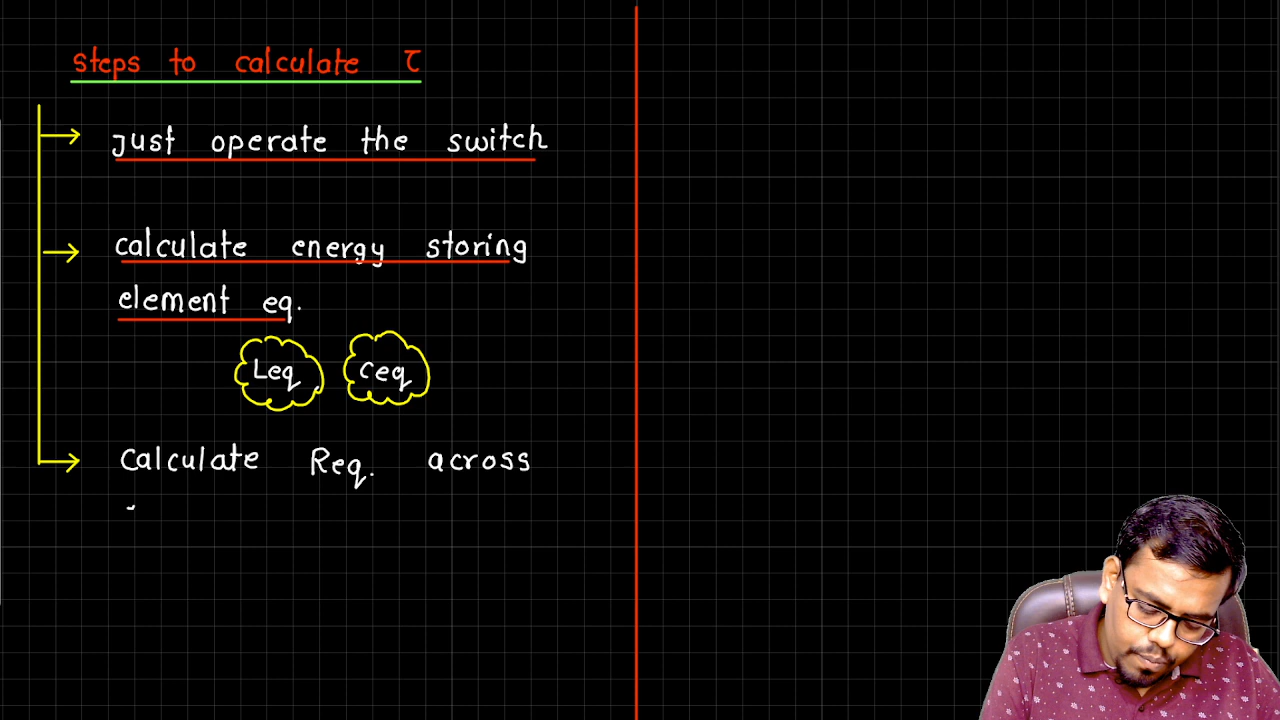 steps to calculate τ
just operate the switch
calculate energy storing
element eq.
Leq Ceq
Calculate Req. across